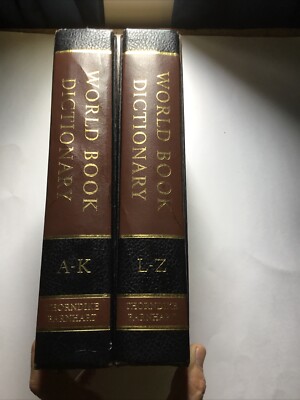 WORLD BOOK
DICTIONARY
A-K
THORNDIKE
BARNHART
WORLD BOOK
DICTIONARY
L-Z
THORNDIKE
BARNHART